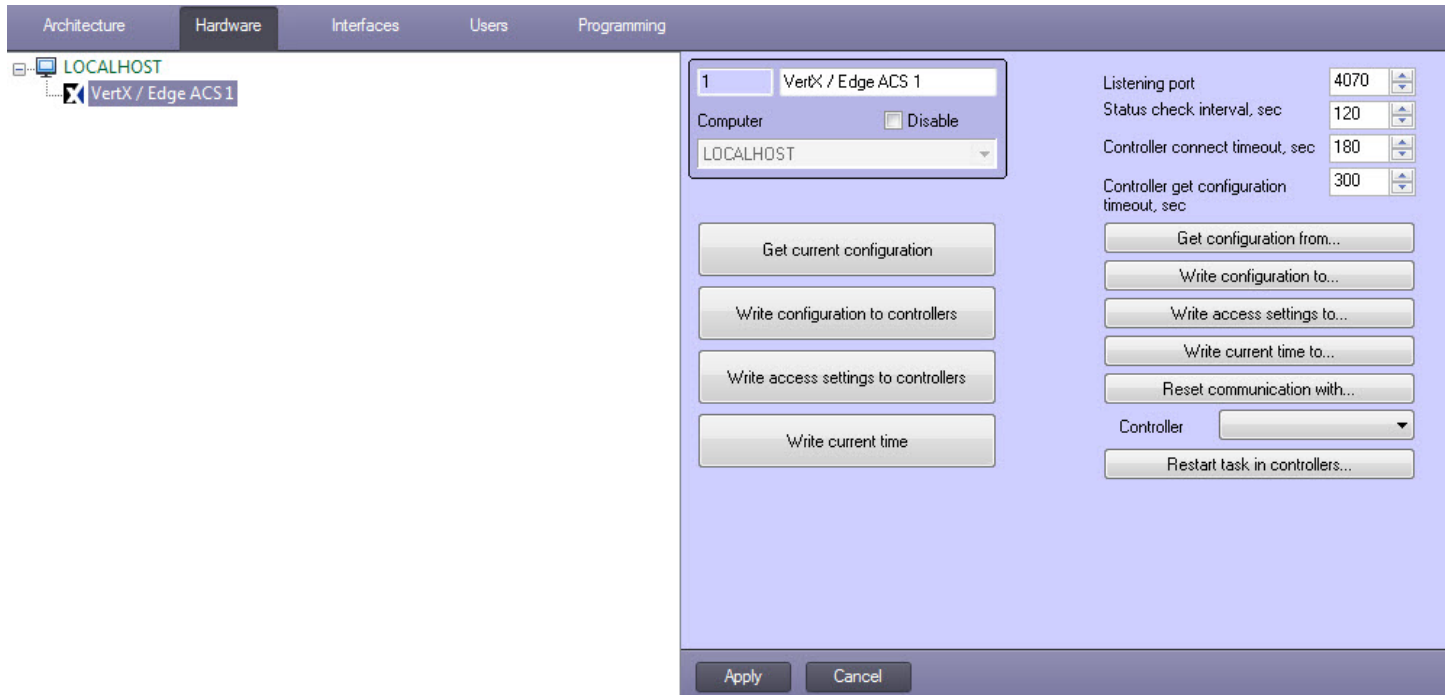 Architecture Hardware Interfaces Users Programming
LOCALHOST
VertX / Edge ACS 1
1 VertX / Edge ACS 1
Computer Disable
LOCALHOST
Get current configuration
Write configuration to controllers
Write access settings to controllers
Write current time
Listening port 4070
Status check interval, sec 120
Controller connect timeout, sec 180
Controller get configuration 300
timeout, sec
Get configuration from...
Write configuration to...
Write access settings to...
Write current time to...
Reset communication with...
Controller
Restart task in controllers...
Apply Cancel